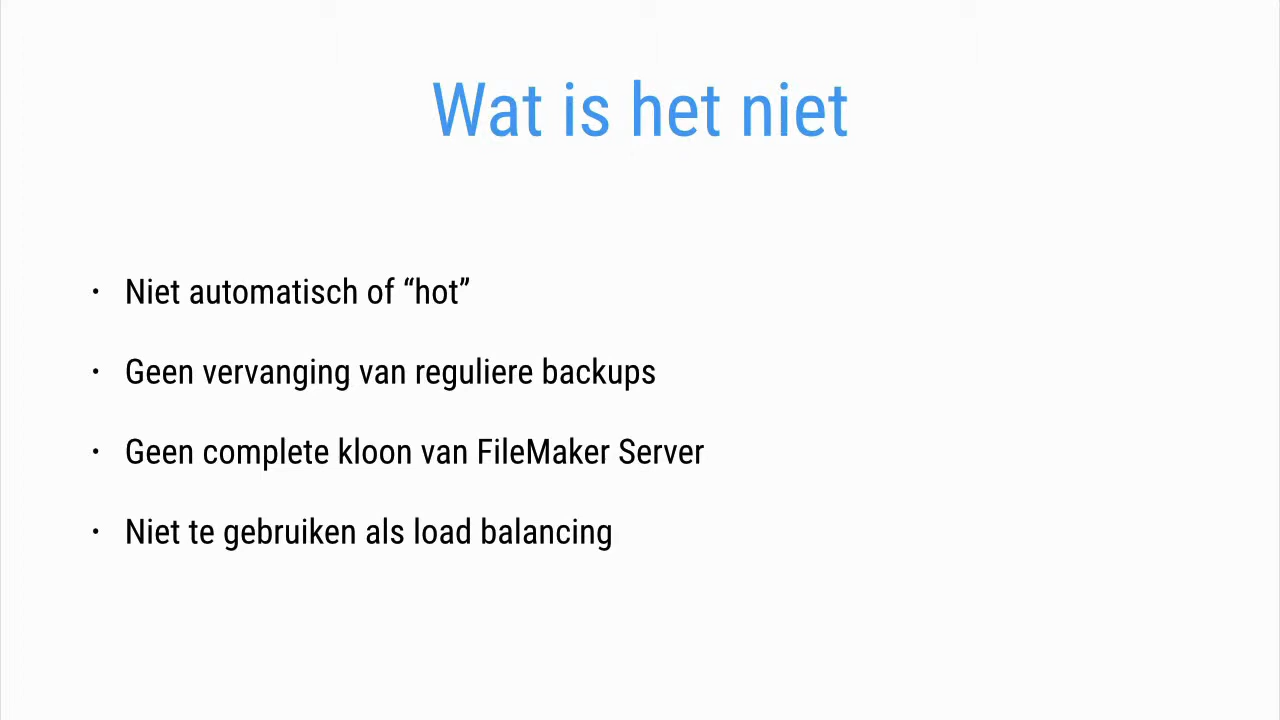 Wat is het niet
· Niet automatisch of “hot”
· Geen vervanging van reguliere backups
· Geen complete kloon van FileMaker Server
· Niet te gebruiken als load balancing